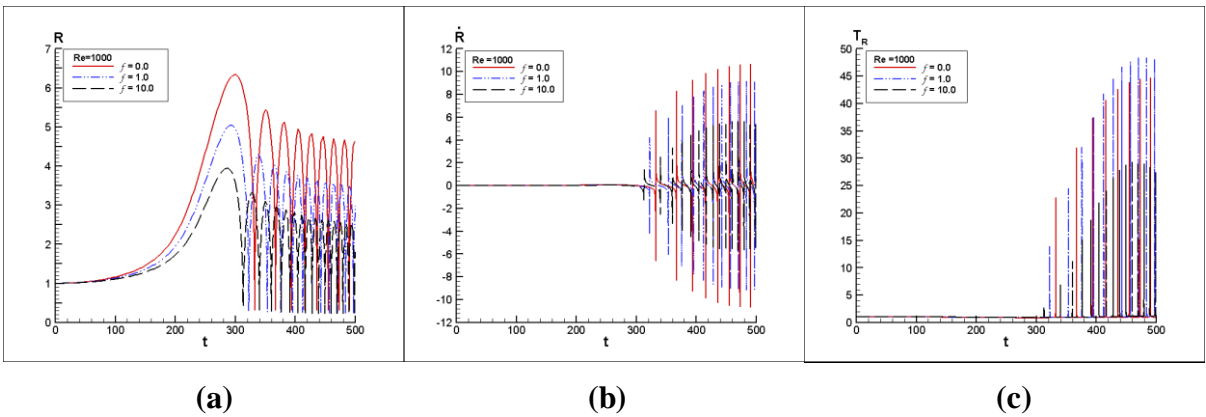 R
7
6
5
4
3
2
1
0
Re=1000
f = 0.0
f = 1.0
f = 10.0
0 100 200 300 400 500
t
Ṙ
12
10
8
6
4
2
0
-2
-4
-6
-8
-10
-12
Re=1000
f = 0.0
f = 1.0
f = 10.0
0 100 200 300 400 500
t
T_R
50
45
40
35
30
25
20
15
10
5
0
Re =1000
f = 0.0
f = 1.0
f = 10.0
0 100 200 300 400 500
t
(a) (b) (c)